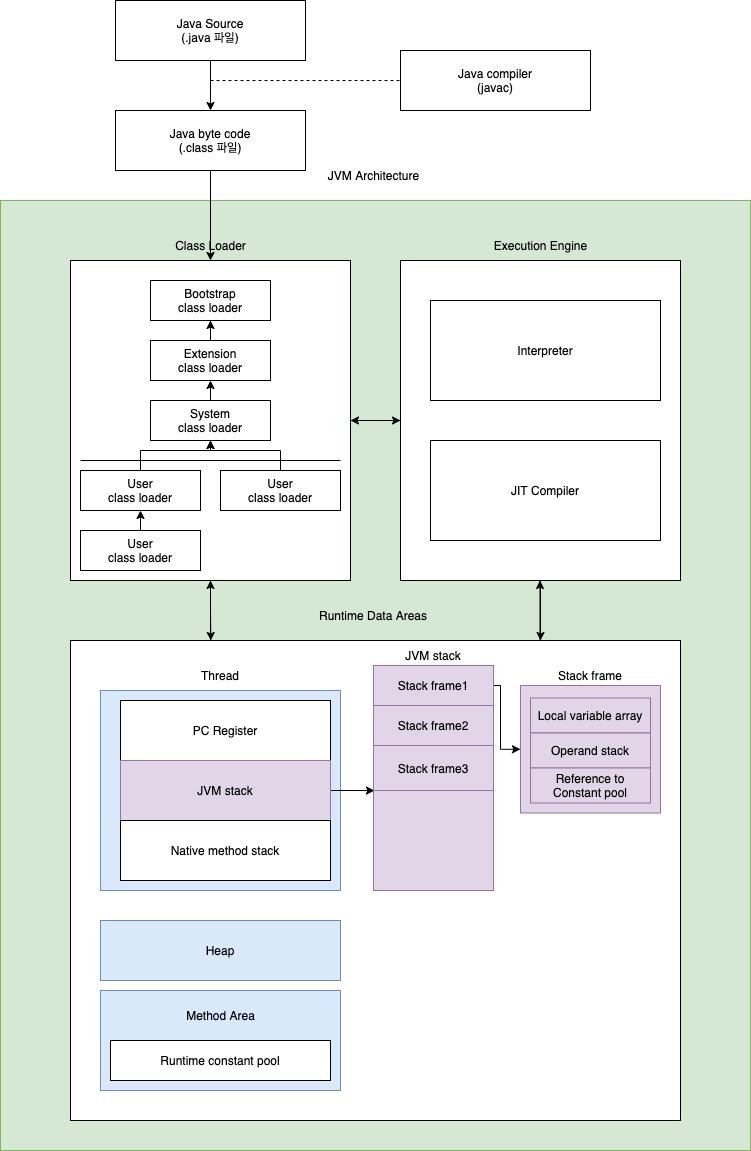 Java Source
(.java 파일)
Java compiler
(javac)
Java byte code
(.class 파일)
JVM Architecture
Class Loader
Execution Engine
Bootstrap
class loader
Extension
class loader
System
class loader
User
class loader
User
class loader
User
class loader
Interpreter
JIT Compiler
Runtime Data Areas
Thread
PC Register
JVM stack
Native method stack
JVM stack
Stack frame1
Stack frame2
Stack frame3
Stack frame
Local variable array
Operand stack
Reference to
Constant pool
Heap
Method Area
Runtime constant pool